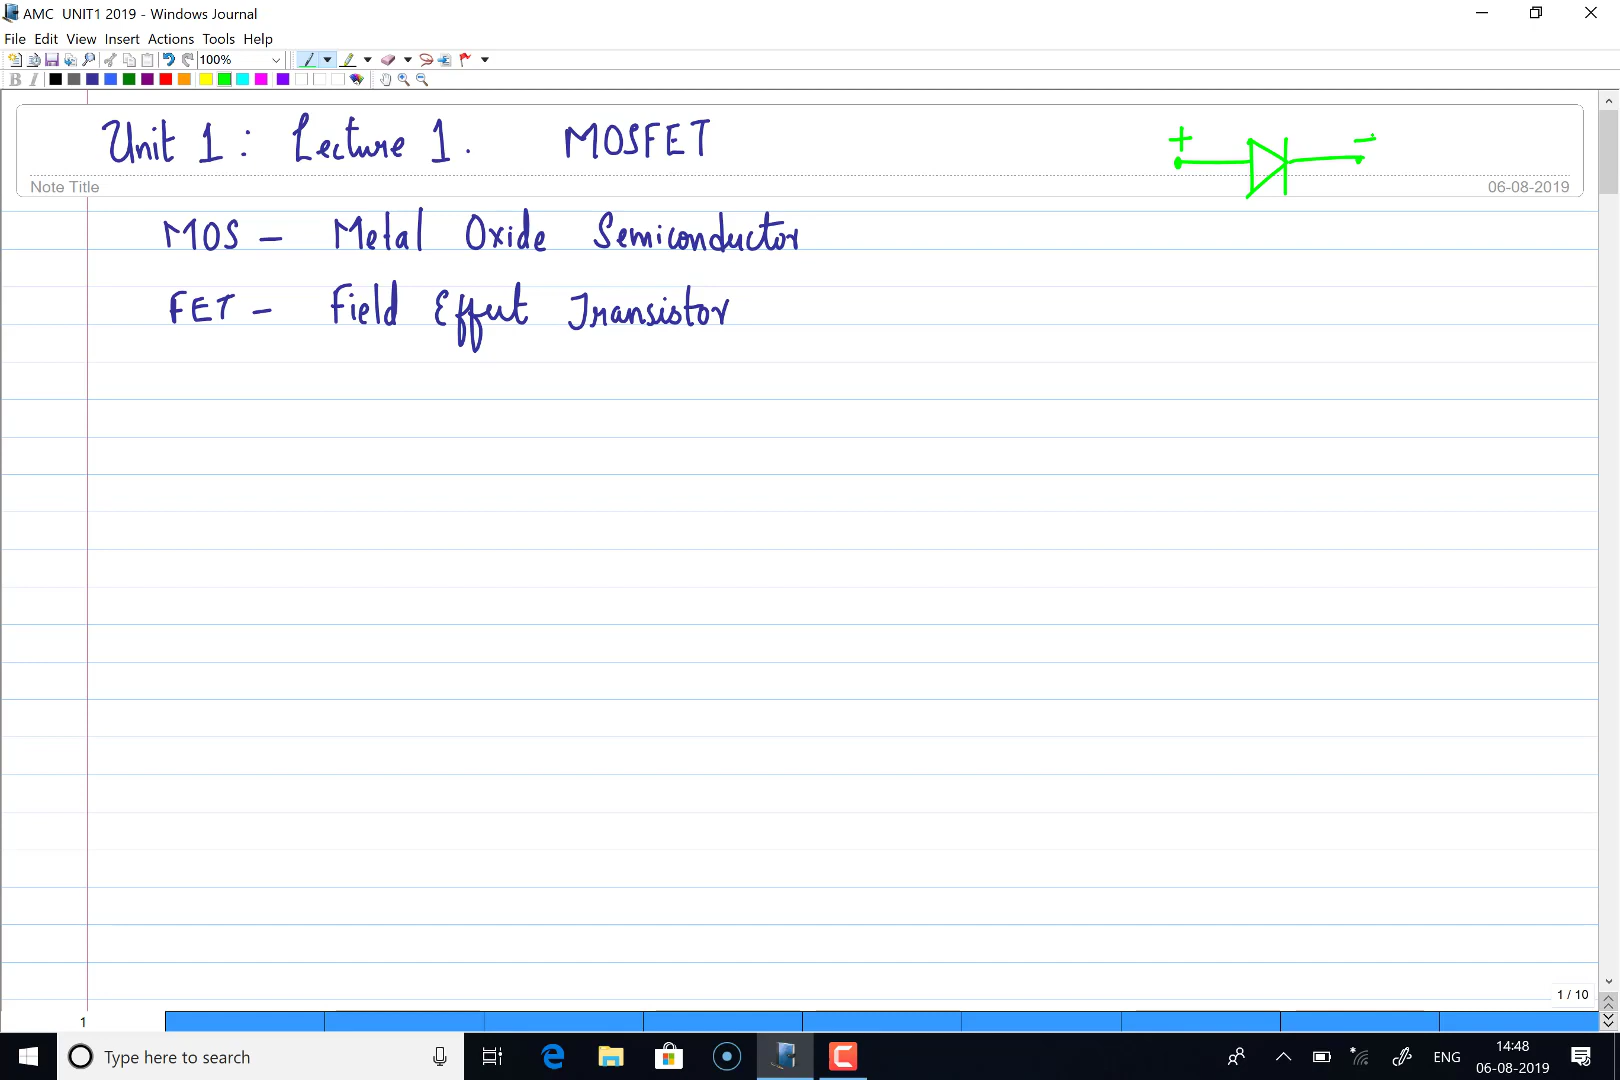 AMC UNIT1 2019 - Windows Journal
File Edit View Insert Actions Tools Help
100%
B I
Unit 1 : Lecture 1. MOSFET
+ -
Note Title
06-08-2019
MOS - Metal Oxide Semiconductor
FET - Field Effect Transistor
1 / 10
1
Type here to search
ENG
14:48
06-08-2019